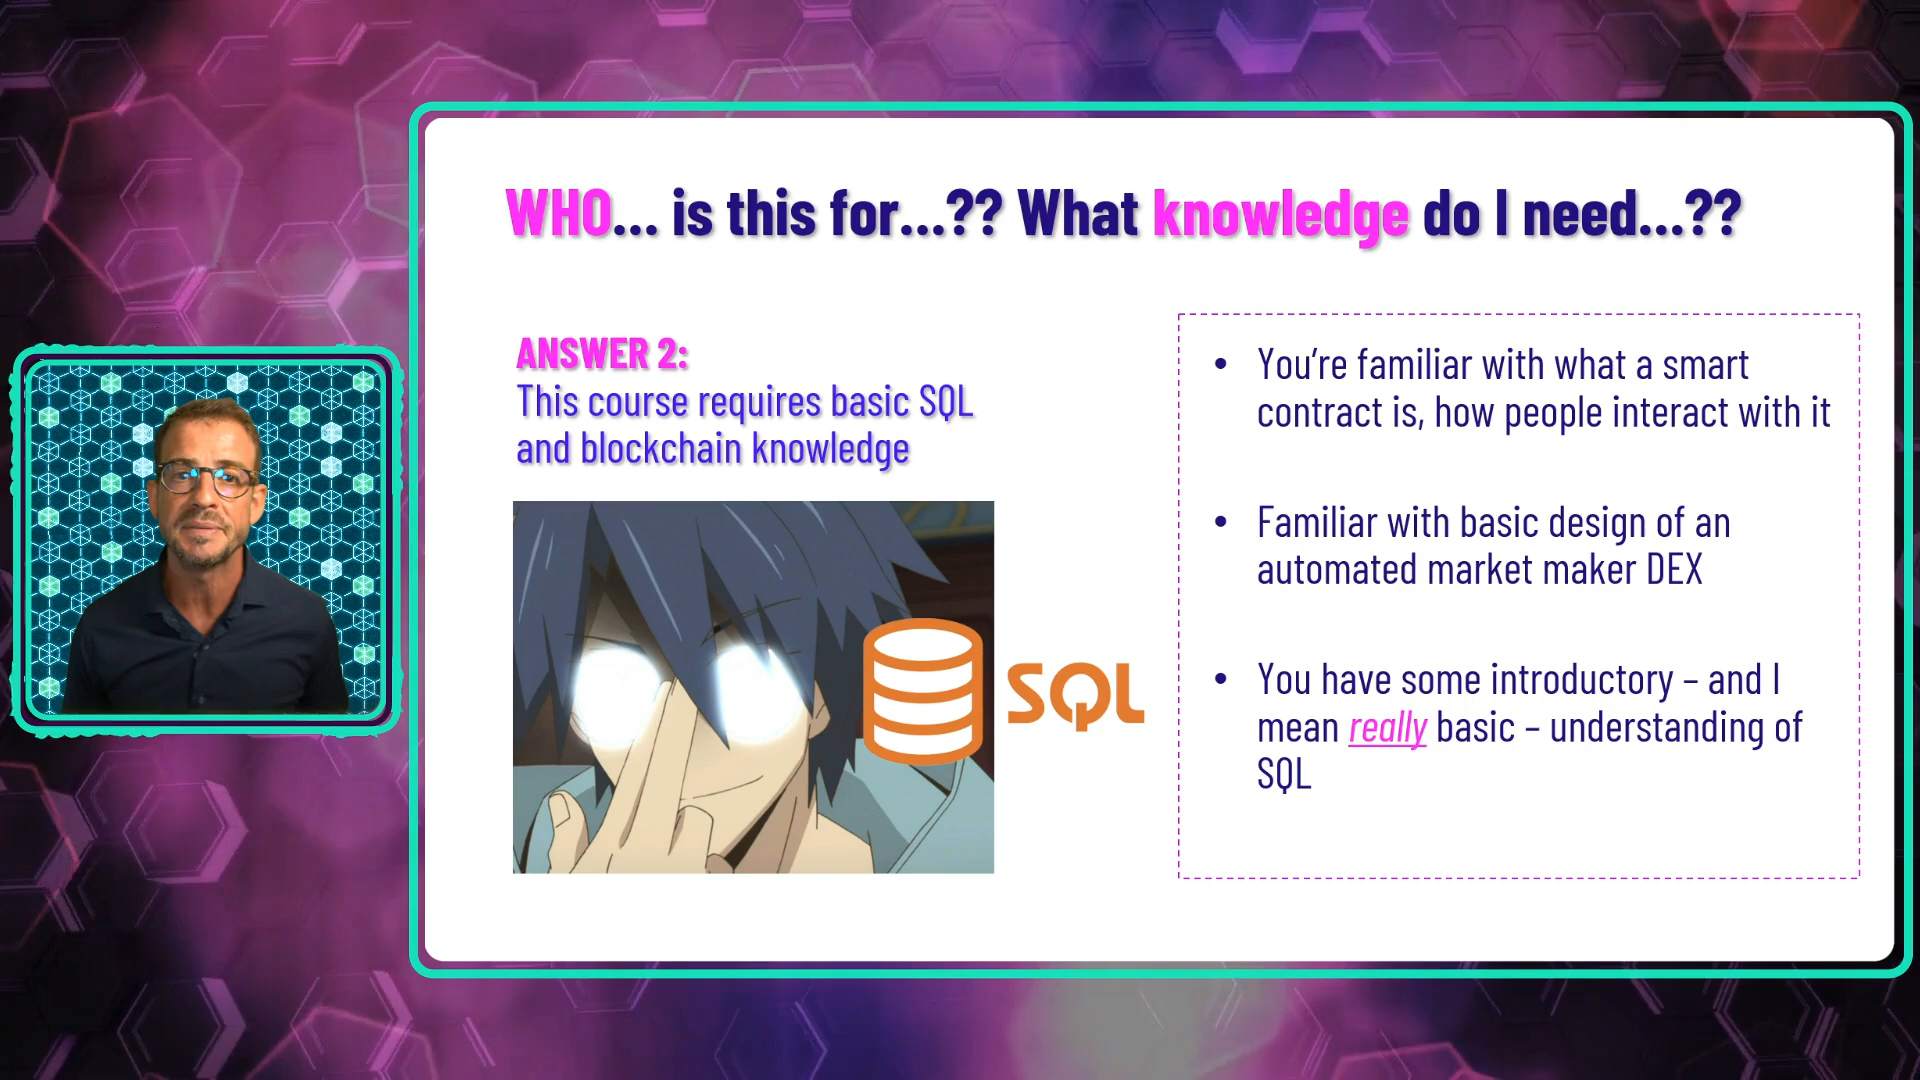 WHO... is this for...?? What knowledge do I need...??
ANSWER 2:
This course requires basic SQL
and blockchain knowledge
SQL
• You’re familiar with what a smart
contract is, how people interact with it
• Familiar with basic design of an
automated market maker DEX
• You have some introductory – and I
mean really basic – understanding of
SQL